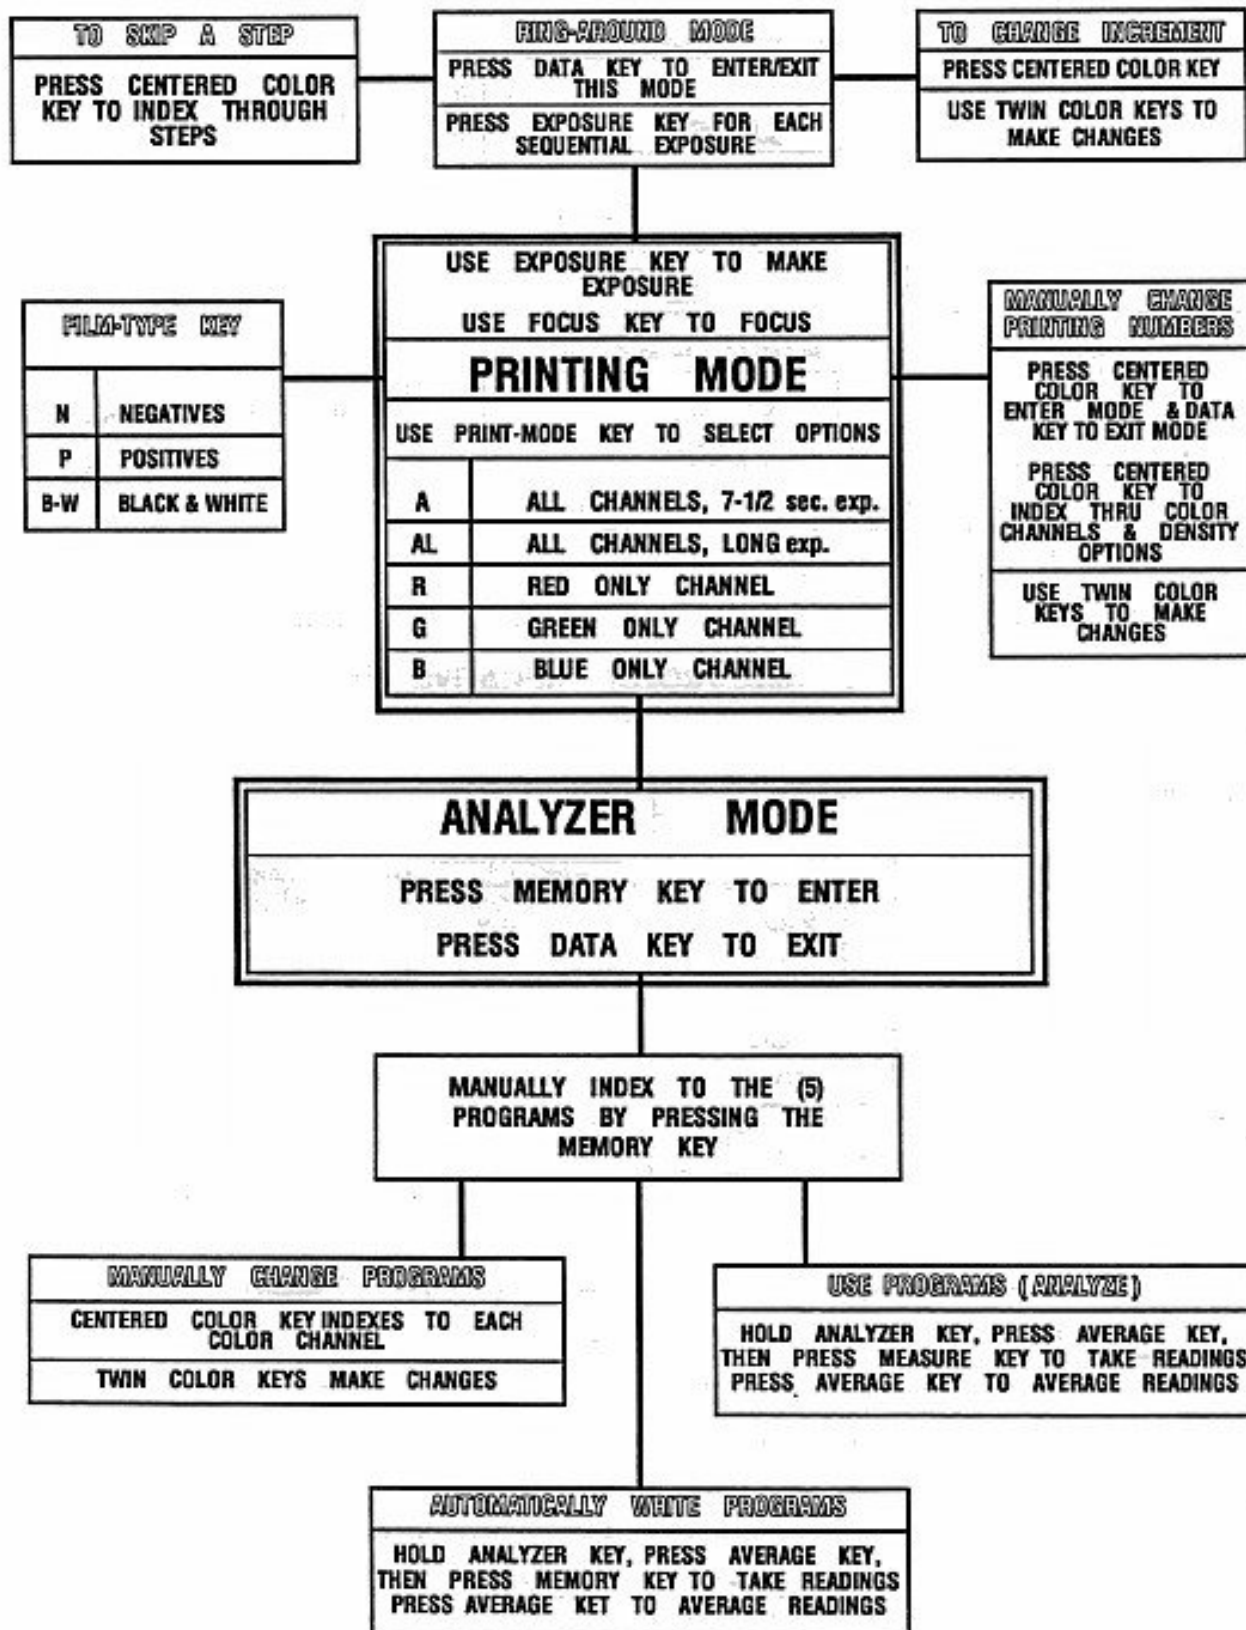 TO SKIP A STEP
PRESS CENTERED COLOR
KEY TO INDEX THROUGH
STEPS
RING-AROUND MODE
PRESS DATA KEY TO ENTER/EXIT
THIS MODE
PRESS EXPOSURE KEY FOR EACH
SEQUENTIAL EXPOSURE
TO CHANGE INCREMENT
PRESS CENTERED COLOR KEY
USE TWIN COLOR KEYS TO
MAKE CHANGES
FILM-TYPE KEY
N NEGATIVES
P POSITIVES
B-W BLACK & WHITE
USE EXPOSURE KEY TO MAKE
EXPOSURE
USE FOCUS KEY TO FOCUS
PRINTING MODE
USE PRINT-MODE KEY TO SELECT OPTIONS
A ALL CHANNELS, 7-1/2 sec. exp.
AL ALL CHANNELS, LONG exp.
R RED ONLY CHANNEL
G GREEN ONLY CHANNEL
B BLUE ONLY CHANNEL
MANUALLY CHANGE
PRINTING NUMBERS
PRESS CENTERED
COLOR KEY TO
ENTER MODE & DATA
KEY TO EXIT MODE
PRESS CENTERED
COLOR KEY TO
INDEX THRU COLOR
CHANNELS & DENSITY
OPTIONS
USE TWIN COLOR
KEYS TO MAKE
CHANGES
ANALYZER MODE
PRESS MEMORY KEY TO ENTER
PRESS DATA KEY TO EXIT
MANUALLY INDEX TO THE (5)
PROGRAMS BY PRESSING THE
MEMORY KEY
MANUALLY CHANGE PROGRAMS
CENTERED COLOR KEY INDEXES TO EACH
COLOR CHANNEL
TWIN COLOR KEYS MAKE CHANGES
USE PROGRAMS (ANALYZE)
HOLD ANALYZER KEY, PRESS AVERAGE KEY,
THEN PRESS MEASURE KEY TO TAKE READINGS
PRESS AVERAGE KEY TO AVERAGE READINGS
AUTOMATICALLY WRITE PROGRAMS
HOLD ANALYZER KEY, PRESS AVERAGE KEY,
THEN PRESS MEMORY KEY TO TAKE READINGS
PRESS AVERAGE KET TO AVERAGE READINGS